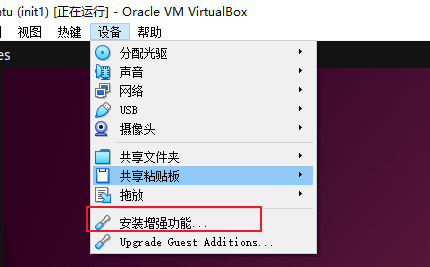 ntu (init1) [正在运行] - Oracle VM VirtualBox
视图 热键 设备 帮助
es
分配光驱
声音
网络
USB
摄像头
共享文件夹
共享粘贴板
拖放
安装增强功能...
Upgrade Guest Additions...